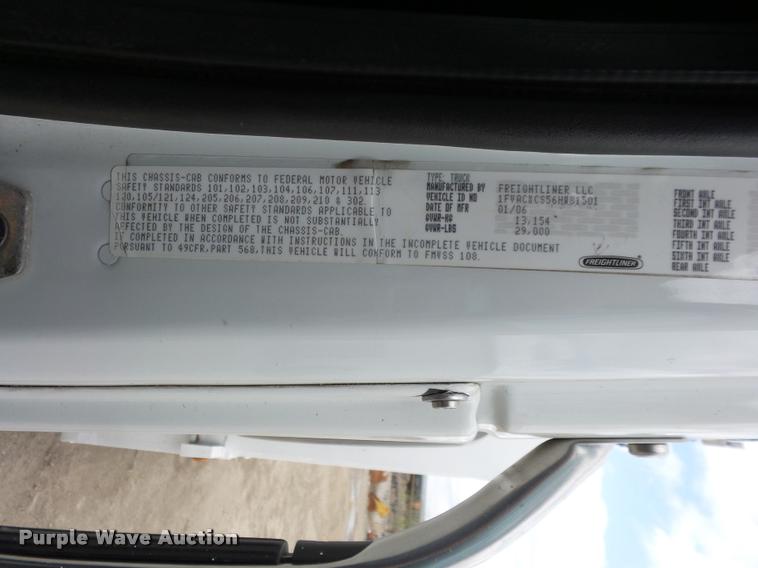 THIS CHASSIS-CAB CONFORMS TO FEDERAL MOTOR VEHICLE
SAFETY STANDARDS 101,102,103,104,106,107,111,113
120,105/121,124,205,206,207,208,209,210 & 302.
CONFORMITY TO OTHER SAFETY STANDARDS APPLICABLE TO
THIS VEHICLE WHEN COMPLETED IS NOT SUBSTANTIALLY
AFFECTED BY THE DESIGN OF THE CHASSIS-CAB.
IF COMPLETED IN ACCORDANCE WITH INSTRUCTIONS IN THE INCOMPLETE VEHICLE DOCUMENT
PURSUANT TO 49CFR, PART 568,THIS VEHICLE WILL CONFORM TO FMVSS 108.
TYPE: TRUCK
MANUFACTURED BY FREIGHTLINER LLC
VEHICLE ID NO
DATE OF MFR 01/06
GVWR-KG 13,154
GVWR-LBS 29,000
FREIGHTLINER
FRONT AXLE
FIRST INT AXLE
SECOND INT AXLE
THIRD INT AXLE
FOURTH INT AXLE
FIFTH INT AXLE
SIXTH INT AXLE
REAR AXLE
Purple Wave Auction